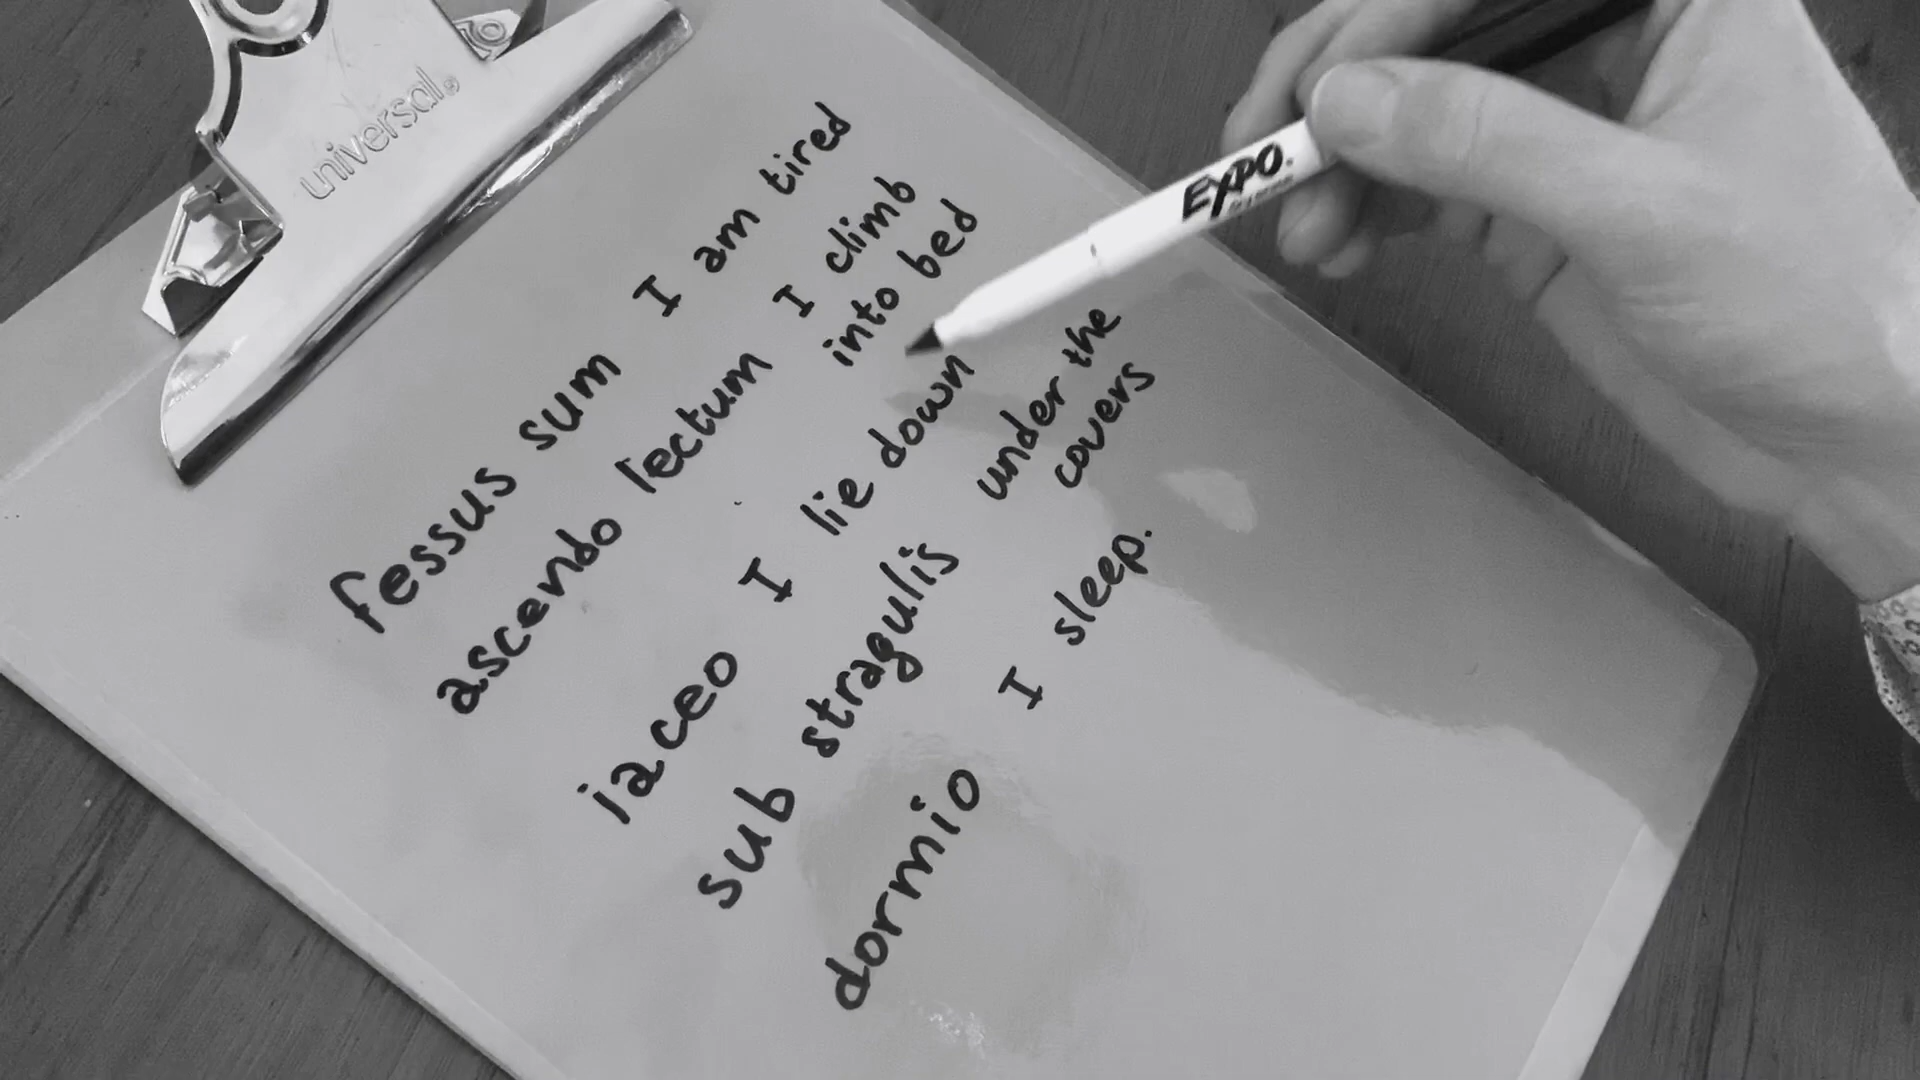 universal®
EXPO.
fessus sum I am tired
ascendo lectum I climb
into bed
iaceo I lie down
sub stragulis under the
covers
dormio I sleep.